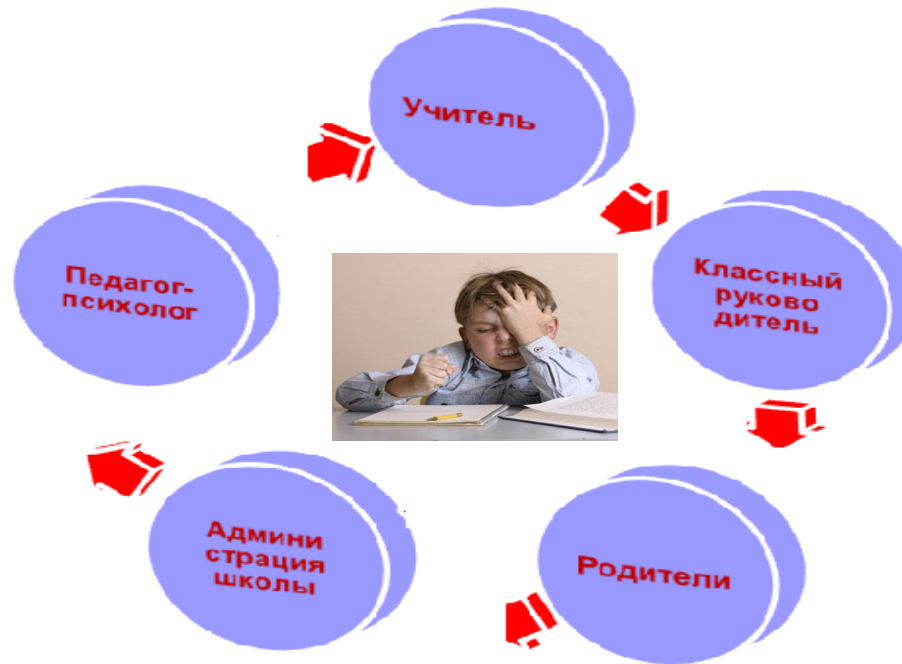 Учитель
Классный
руково
дитель
Родители
Админи
страция
школы
Педагог-
психолог